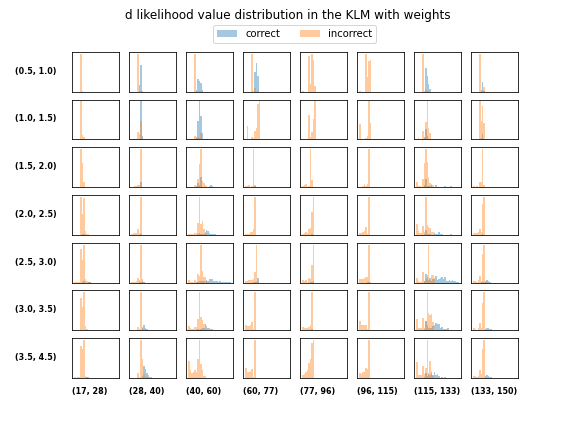 d likelihood value distribution in the KLM with weights
correct incorrect
(0.5, 1.0)
(1.0, 1.5)
(1.5, 2.0)
(2.0, 2.5)
(2.5, 3.0)
(3.0, 3.5)
(3.5, 4.5)
(17, 28) (28, 40) (40, 60) (60, 77) (77, 96) (96, 115) (115, 133) (133, 150)